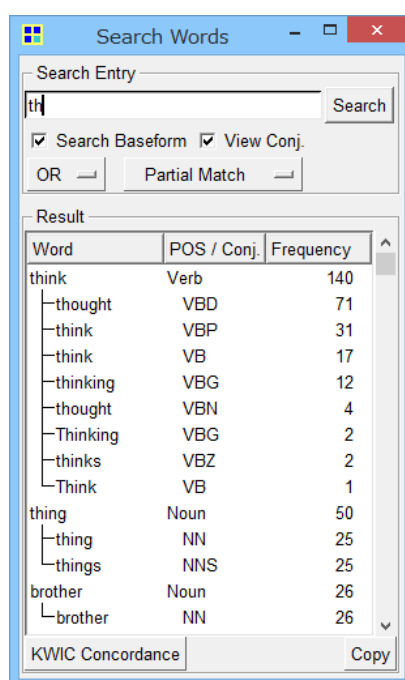 Search Words
Search Entry
th Search
Search Baseform View Conj.
OR Partial Match
Result
Word POS / Conj. Frequency
think Verb 140
thought VBD 71
think VBP 31
think VB 17
thinking VBG 12
thought VBN 4
Thinking VBG 2
thinks VBZ 2
Think VB 1
thing Noun 50
thing NN 25
things NNS 25
brother Noun 26
brother NN 26
KWIC Concordance Copy